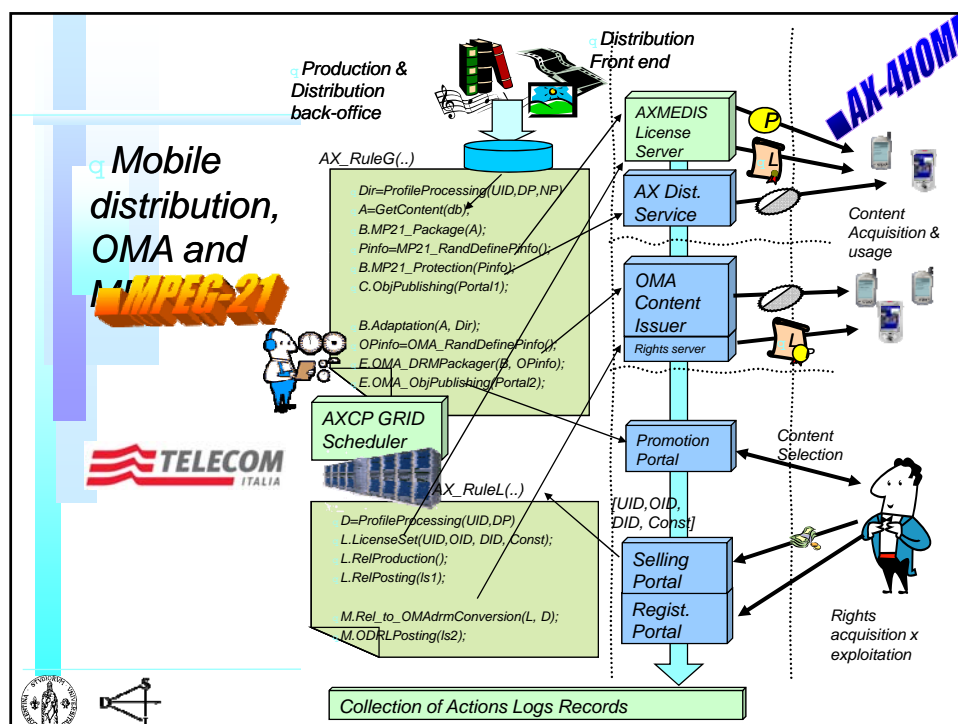 Mobile
distribution,
OMA and
MPEG-21
TELECOM
ITALIA
Production &
Distribution
back-office
Distribution
Front end
AX-4HOME
AX_RuleG(..)
Dir=ProfileProcessing(UID,DP,NP)
A=GetContent(db);
B.MP21_Package(A);
Pinfo=MP21_RandDefinePinfo();
B.MP21_Protection(Pinfo);
C.ObjPublishing(Portal1);
B.Adaptation(A, Dir);
OPinfo=OMA_RandDefinePinfo();
E.OMA_DRMPackager(B, OPinfo);
E.OMA_ObjPublishing(Portal2);
AXCP GRID
Scheduler
AX_RuleL(..)
D=ProfileProcessing(UID,DP)
L.LicenseSet(UID,OID, DID, Const);
L.RelProduction();
L.RelPosting(ls1);
M.Rel_to_OMAdrmConversion(L, D);
M.ODRLPosting(ls2);
AXMEDIS
License
Server
AX Dist.
Service
OMA
Content
Issuer
Rights server
Promotion
Portal
[UID,OID,
DID, Const]
Selling
Portal
Regist.
Portal
P
L
L
Content
Acquisition &
usage
Content
Selection
Rights
acquisition x
exploitation
Collection of Actions Logs Records
D S I